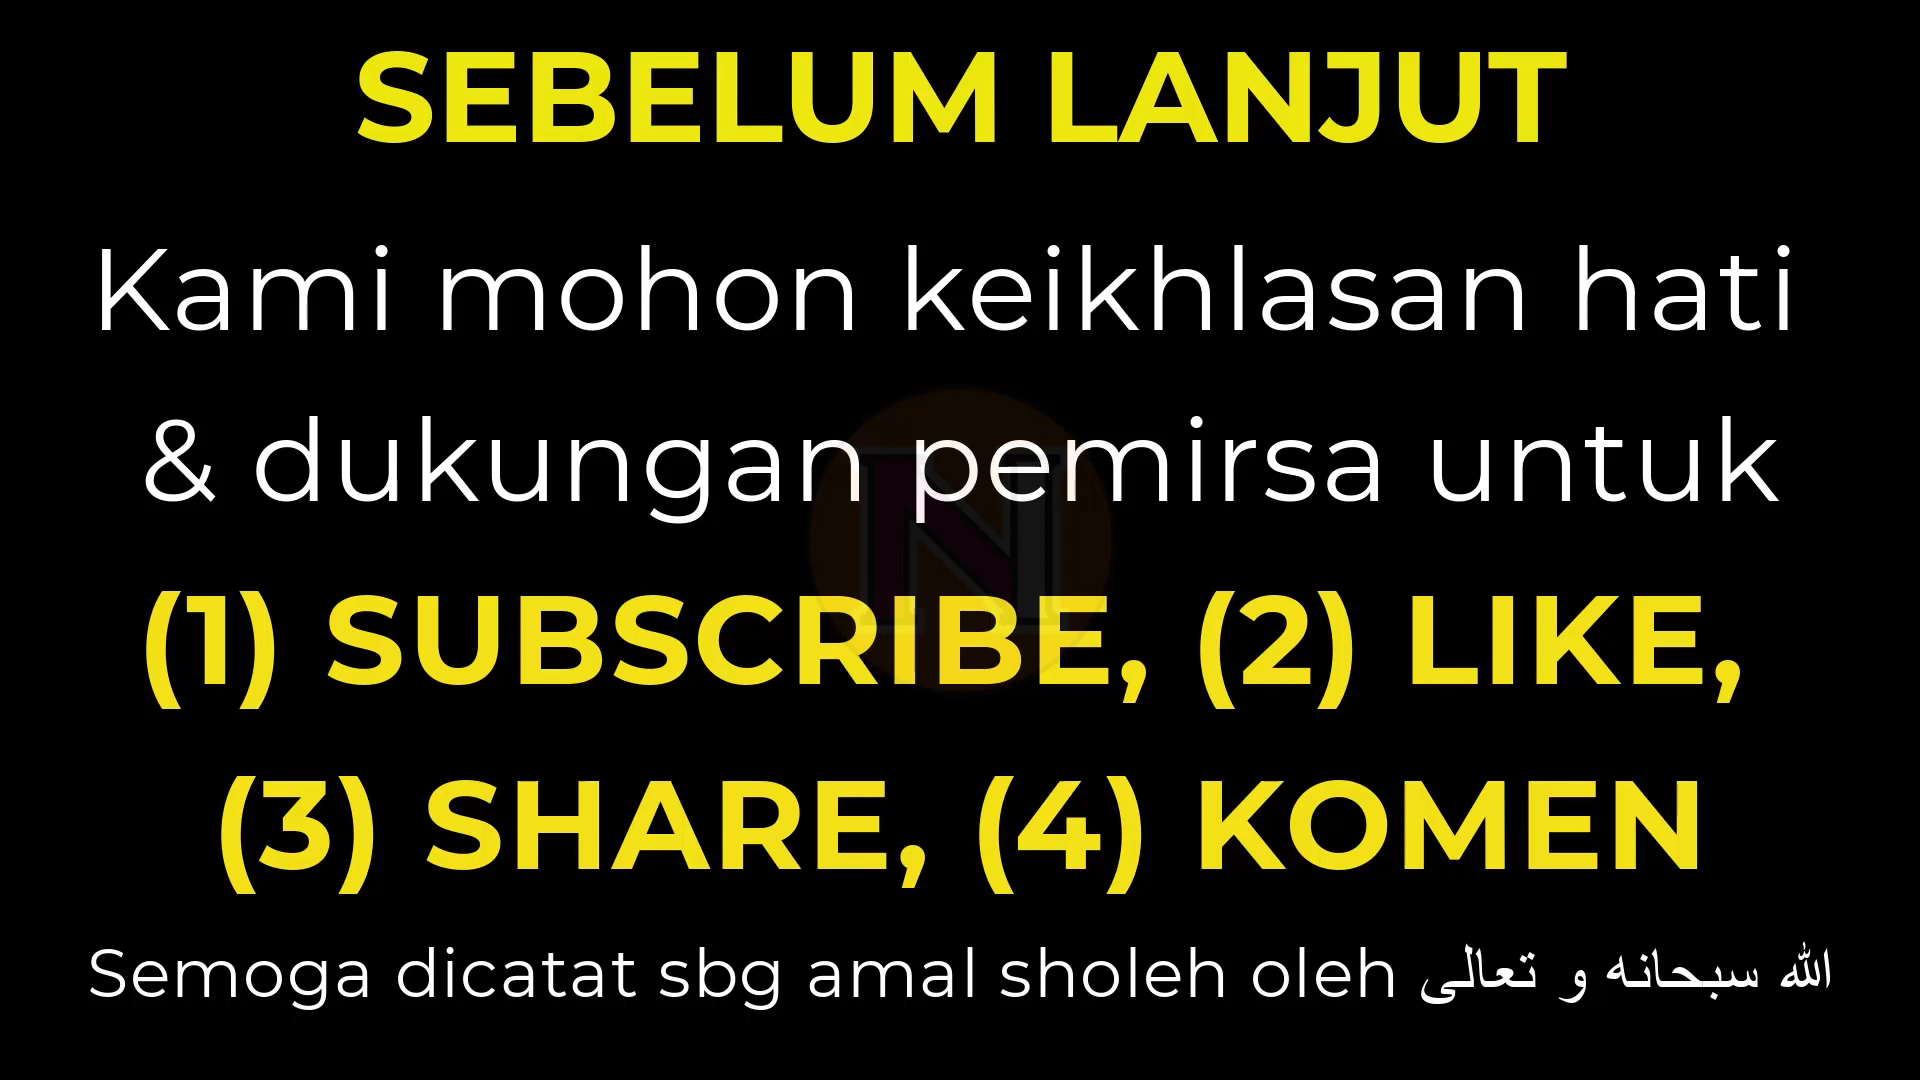 SEBELUM LANJUT
Kami mohon keikhlasan hati
& dukungan pemirsa untuk
(1) SUBSCRIBE, (2) LIKE,
(3) SHARE, (4) KOMEN
Semoga dicatat sbg amal sholeh oleh الله سبحانه و تعالى
N